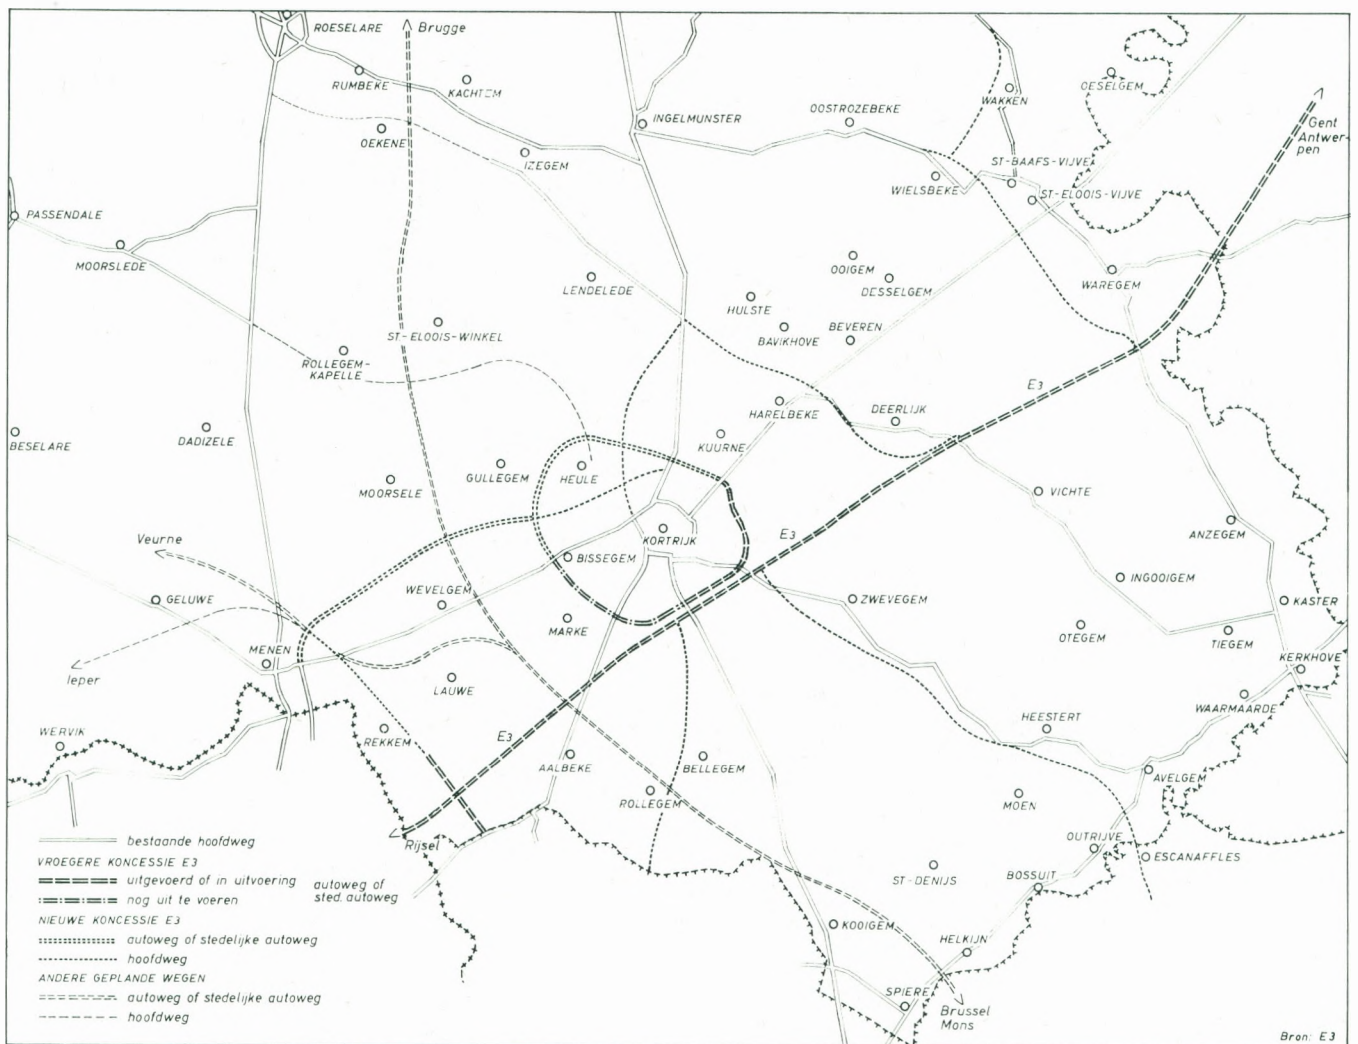 ROESELARE
Brugge
RUMBEKE
KACHTEM
WAKKEN
OESELGEM
OEKENE
INGELMUNSTER
OOSTROZEBEKE
Gent
Antwer-
pen
IZEGEM
ST-BAAFS-VIJVE
WIELSBEKE
ST-ELOOIS-VIJVE
PASSENDALE
MOORSLEDE
OOIGEM
WAREGEM
LENDELEDE
DESSELGEM
HULSTE
ST-ELOOIS-WINKEL
BEVEREN
BAVIKHOVE
ROLLEGEM-
KAPELLE
E3
HARELBEKE
DEERLIJK
BESELARE
DADIZELE
KUURNE
GULLEGEM
HEULE
MOORSELE
VICHTE
ANZEGEM
Veurne
KORTRIJK
E3
BISSEGEM
INGOOIGEM
GELUWE
WEVELGEM
ZWEVEGEM
KASTER
MARKE
OTEGEM
TIEGEM
MENEN
KERKHOVE
Ieper
LAUWE
WAARMAARDE
WERVIK
REKKEM
E3
HEESTERT
AALBEKE
BELLEGEM
AVELGEM
ROLLEGEM
MOEN
Rijsel
OUTRIJVE
ESCANAFFLES
ST-DENIJS
BOSSUIT
KOOIGEM
HELKIJN
SPIERE
Brussel
Mons
bestaande hoofdweg
VROEGERE KONCESSIE E3
uitgevoerd of in uitvoering
autoweg of
sted. autoweg
nog uit te voeren
NIEUWE KONCESSIE E3
autoweg of stedelijke autoweg
hoofdweg
ANDERE GEPLANDE WEGEN
autoweg of stedelijke autoweg
hoofdweg
Bron: E3